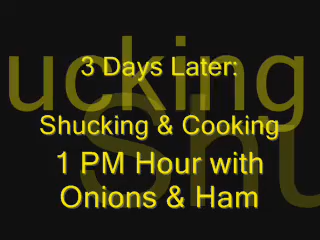 3 Days Later:
Shucking & Cooking
1 PM Hour with
Onions & Ham
ucking
Shu